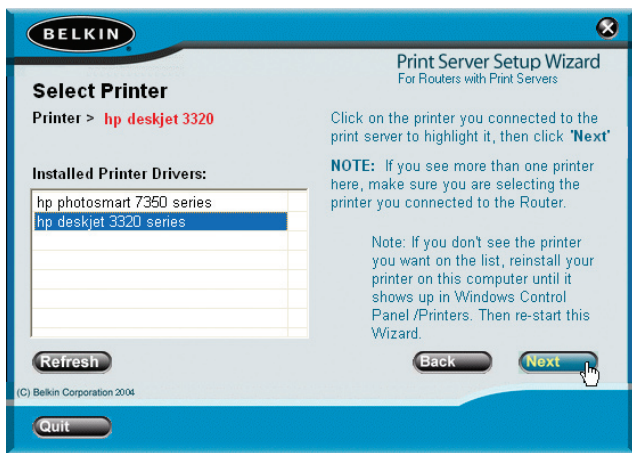 BELKIN
Print Server Setup Wizard
For Routers with Print Servers
Select Printer
Printer > hp deskjet 3320
Installed Printer Drivers:
hp photosmart 7350 series
hp deskjet 3320 series
Click on the printer you connected to the
print server to highlight it, then click 'Next'
NOTE: If you see more than one printer
here, make sure you are selecting the
printer you connected to the Router.
Note: If you don't see the printer
you want on the list, reinstall your
printer on this computer until it
shows up in Windows Control
Panel /Printers. Then re-start this
Wizard.
Refresh
Back
Next
(C) Belkin Corporation 2004
Quit